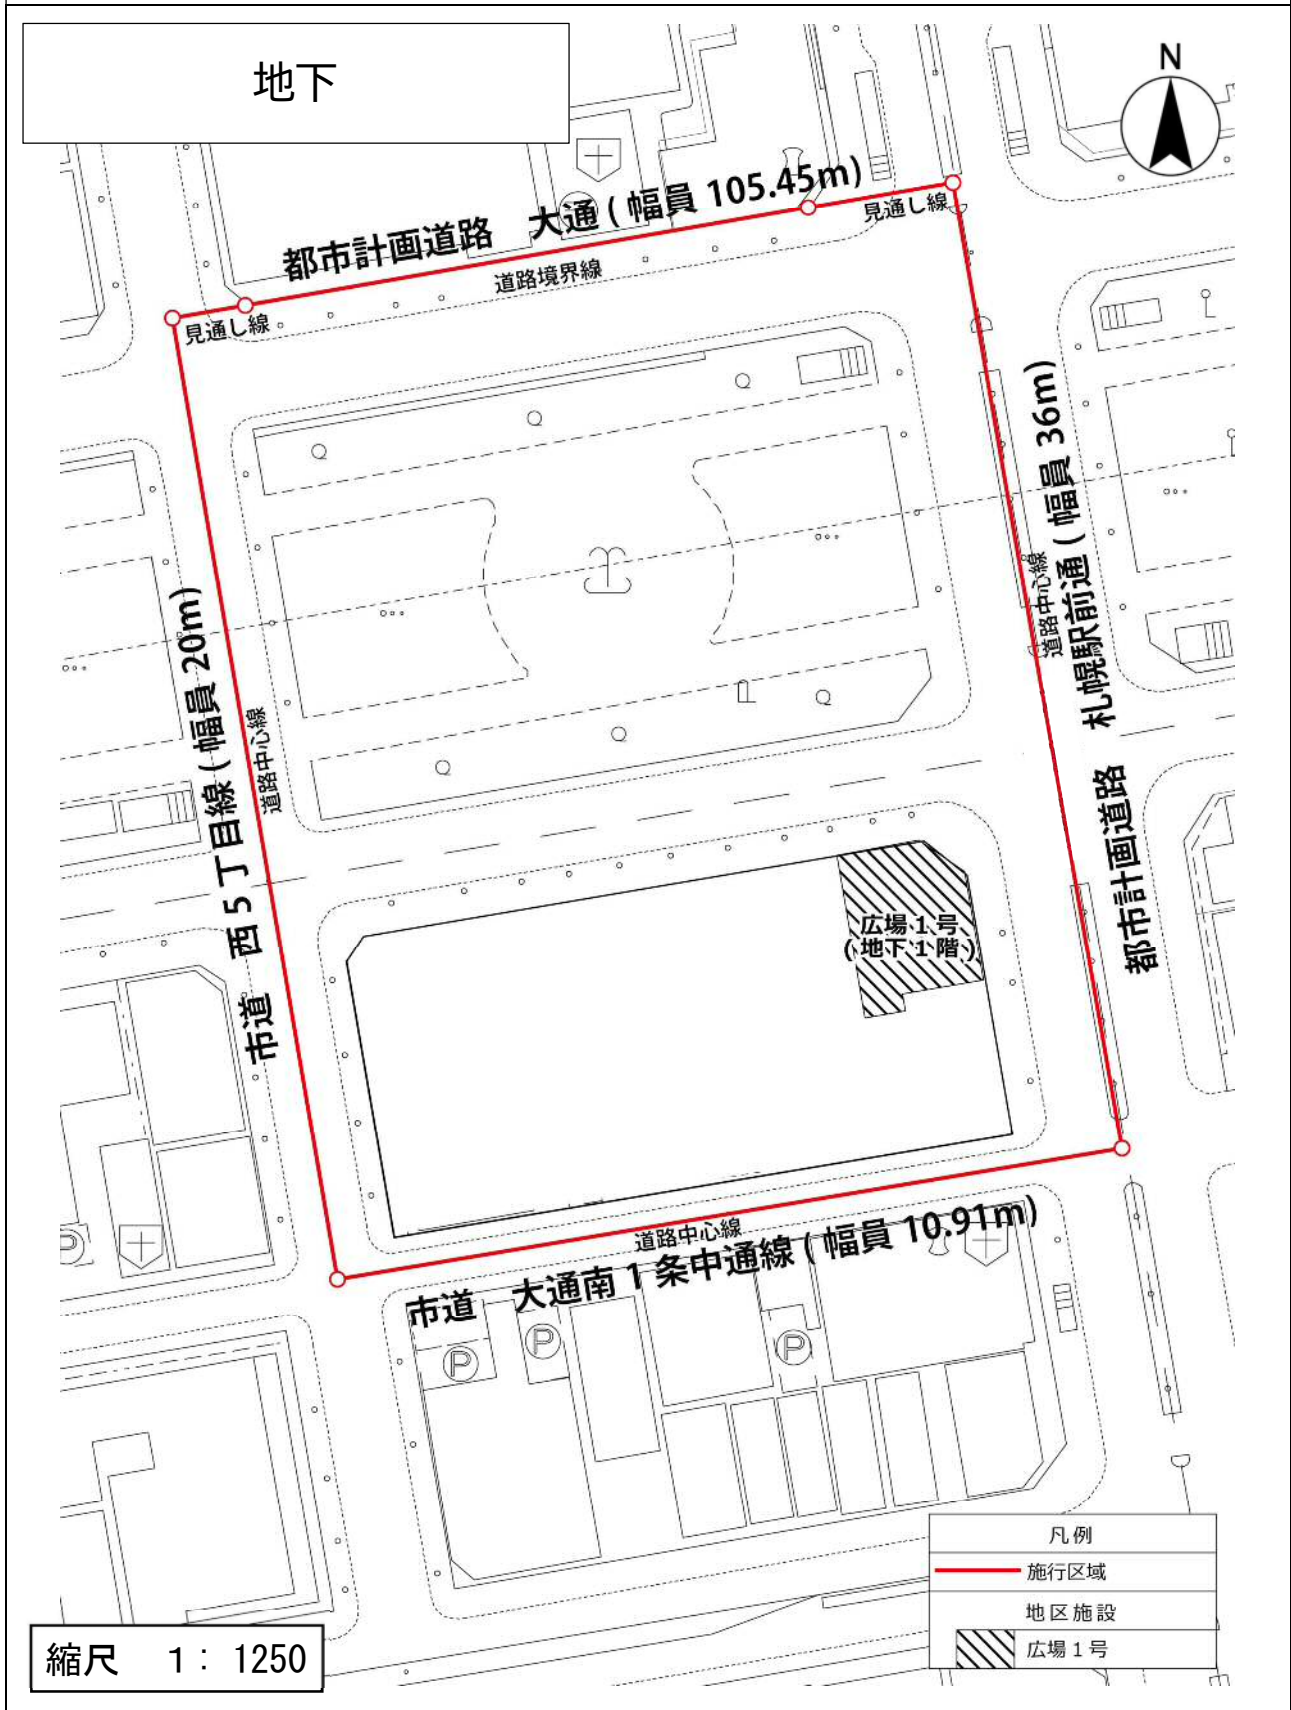 地下
N
都市計画道路　大通 ( 幅員 105.45m)
見通し線
道路境界線
見通し線
都市計画道路　札幌駅前通 ( 幅員 36m)
道路中心線
市道　西５丁目線 ( 幅員 20m)
道路中心線
広場１号
( 地下１階 )
道路中心線
市道　大通南１条中通線 ( 幅員 10.91m)
P
P
P
P
凡例
施行区域
地区施設
広場１号
縮尺　１： 1250